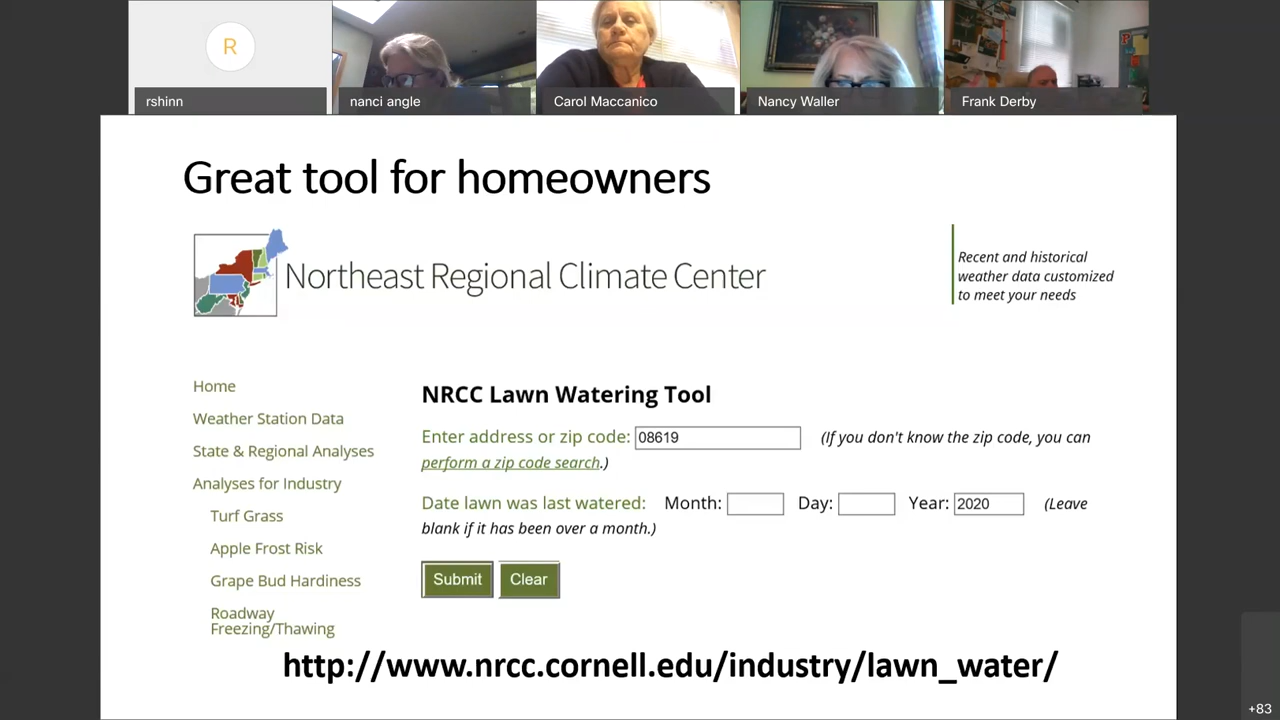 R
rshinn
nanci angle
Carol Maccanico
Nancy Waller
Frank Derby
Great tool for homeowners
Northeast Regional Climate Center
Recent and historical
weather data customized
to meet your needs
Home
Weather Station Data
State & Regional Analyses
Analyses for Industry
Turf Grass
Apple Frost Risk
Grape Bud Hardiness
Roadway
Freezing/Thawing
NRCC Lawn Watering Tool
Enter address or zip code: 08619 (If you don't know the zip code, you can
perform a zip code search.)
Date lawn was last watered: Month: Day: Year: 2020 (Leave
blank if it has been over a month.)
Submit Clear
http://www.nrcc.cornell.edu/industry/lawn_water/
+83